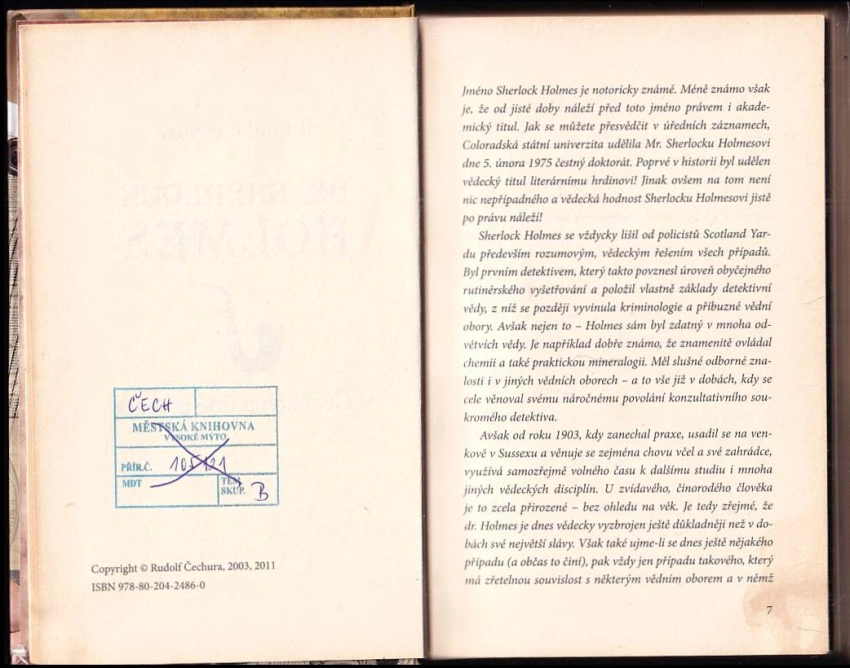 ČECH
MĚSTSKÁ KNIHOVNA
VYSOKÉ MÝTO
PŘÍR.Č. 105121
MDT
TEM.
SKUP. B
Copyright © Rudolf Čechura, 2003, 2011
ISBN 978-80-204-2486-0
Jméno Sherlock Holmes je notoricky známé. Méně známo však
je, že od jisté doby náleží před toto jméno právem i akade-
mický titul. Jak se můžete přesvědčit v úředních záznamech,
Coloradská státní univerzita udělila Mr. Sherlocku Holmesovi
dne 5. února 1975 čestný doktorát. Poprvé v historii byl udělen
vědecký titul literárnímu hrdinovi! Jinak ovšem na tom není
nic nepřípadného a vědecká hodnost Sherlocku Holmesovi jistě
po právu náleží!
Sherlock Holmes se vždycky lišil od policistů Scotland Yar-
du především rozumovým, vědeckým řešením všech případů.
Byl prvním detektivem, který takto povznesl úroveň obyčejného
rutinérského vyšetřování a položil vlastně základy detektivní
vědy, z níž se později vyvinula kriminologie a příbuzné vědní
obory. Avšak nejen to – Holmes sám byl zdatný v mnoha od-
větvích vědy. Je například dobře známo, že znamenitě ovládal
chemii a také praktickou mineralogii. Měl slušné odborné zna-
losti i v jiných vědních oborech – a to vše již v dobách, kdy se
cele věnoval svému náročnému povolání konzultativního sou-
kromého detektiva.
Avšak od roku 1903, kdy zanechal praxe, usadil se na ven-
kově v Sussexu a věnuje se zejména chovu včel a své zahrádce,
využívá samozřejmě volného času k dalšímu studiu i mnoha
jiných vědeckých disciplín. U zvídavého, činorodého člověka
je to zcela přirozené – bez ohledu na věk. Je tedy zřejmé, že
dr. Holmes je dnes vědecky vyzbrojen ještě důkladněji než v do-
bách své největší slávy. Však také ujme-li se dnes ještě nějakého
případu (a občas to činí), pak vždy jen případu takového, který
má zřetelnou souvislost s některým vědním oborem a v němž
7